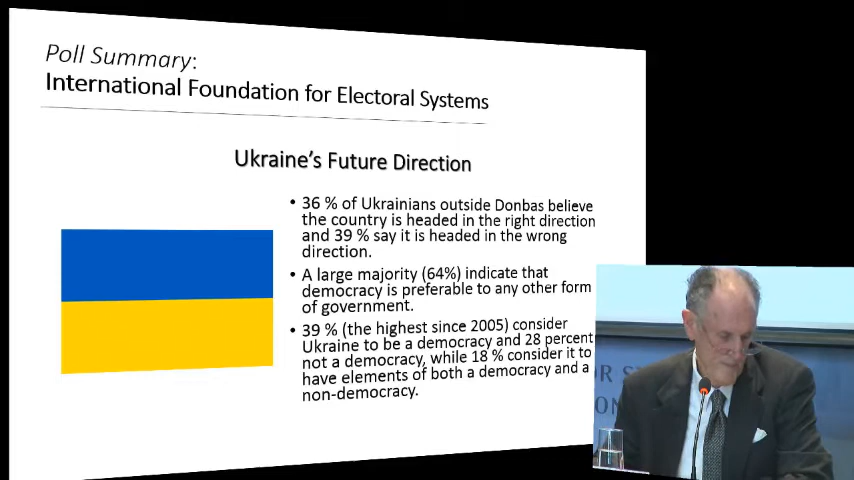 Poll Summary:
International Foundation for Electoral Systems
Ukraine's Future Direction
• 36 % of Ukrainians outside Donbas believe
the country is headed in the right direction
and 39 % say it is headed in the wrong
direction.
• A large majority (64%) indicate that
democracy is preferable to any other form
of government.
• 39 % (the highest since 2005) consider
Ukraine to be a democracy and 28 percent
not a democracy, while 18 % consider it to
have elements of both a democracy and a
non-democracy.